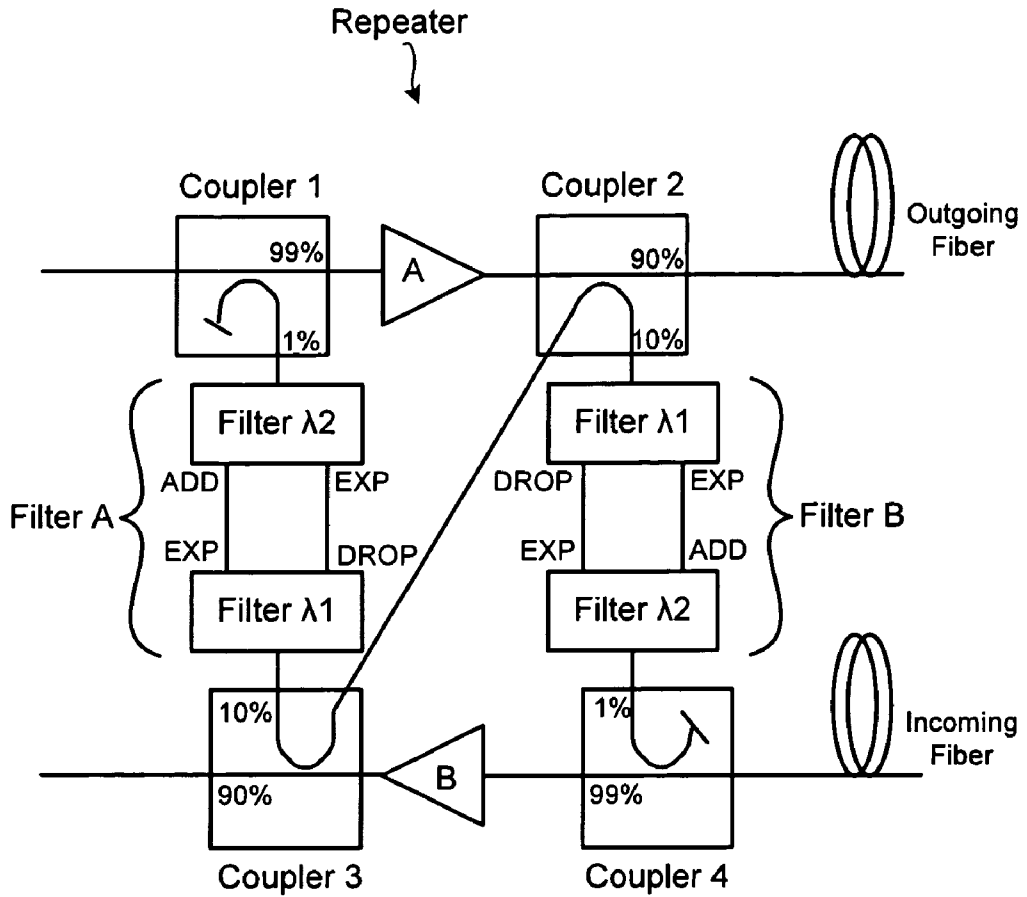 Repeater
Coupler 1
Coupler 2
Outgoing
Fiber
99%
A
90%
1%
10%
Filter λ2
Filter λ1
ADD
EXP
DROP
EXP
Filter A
Filter B
EXP
DROP
EXP
ADD
Filter λ1
Filter λ2
10%
1%
Incoming
Fiber
90%
B
99%
Coupler 3
Coupler 4